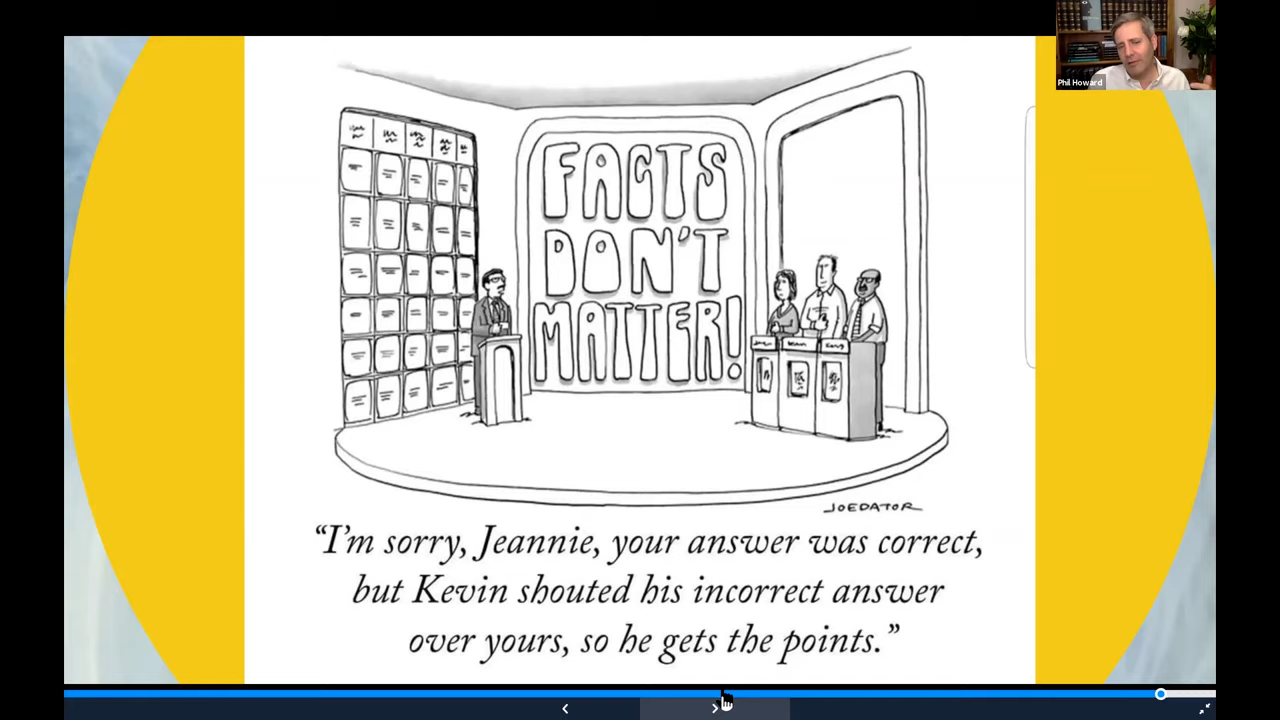 Phil Howard
FACTS
DON'T
MATTER!
JOEDATOR
“I’m sorry, Jeannie, your answer was correct,
but Kevin shouted his incorrect answer
over yours, so he gets the points.”